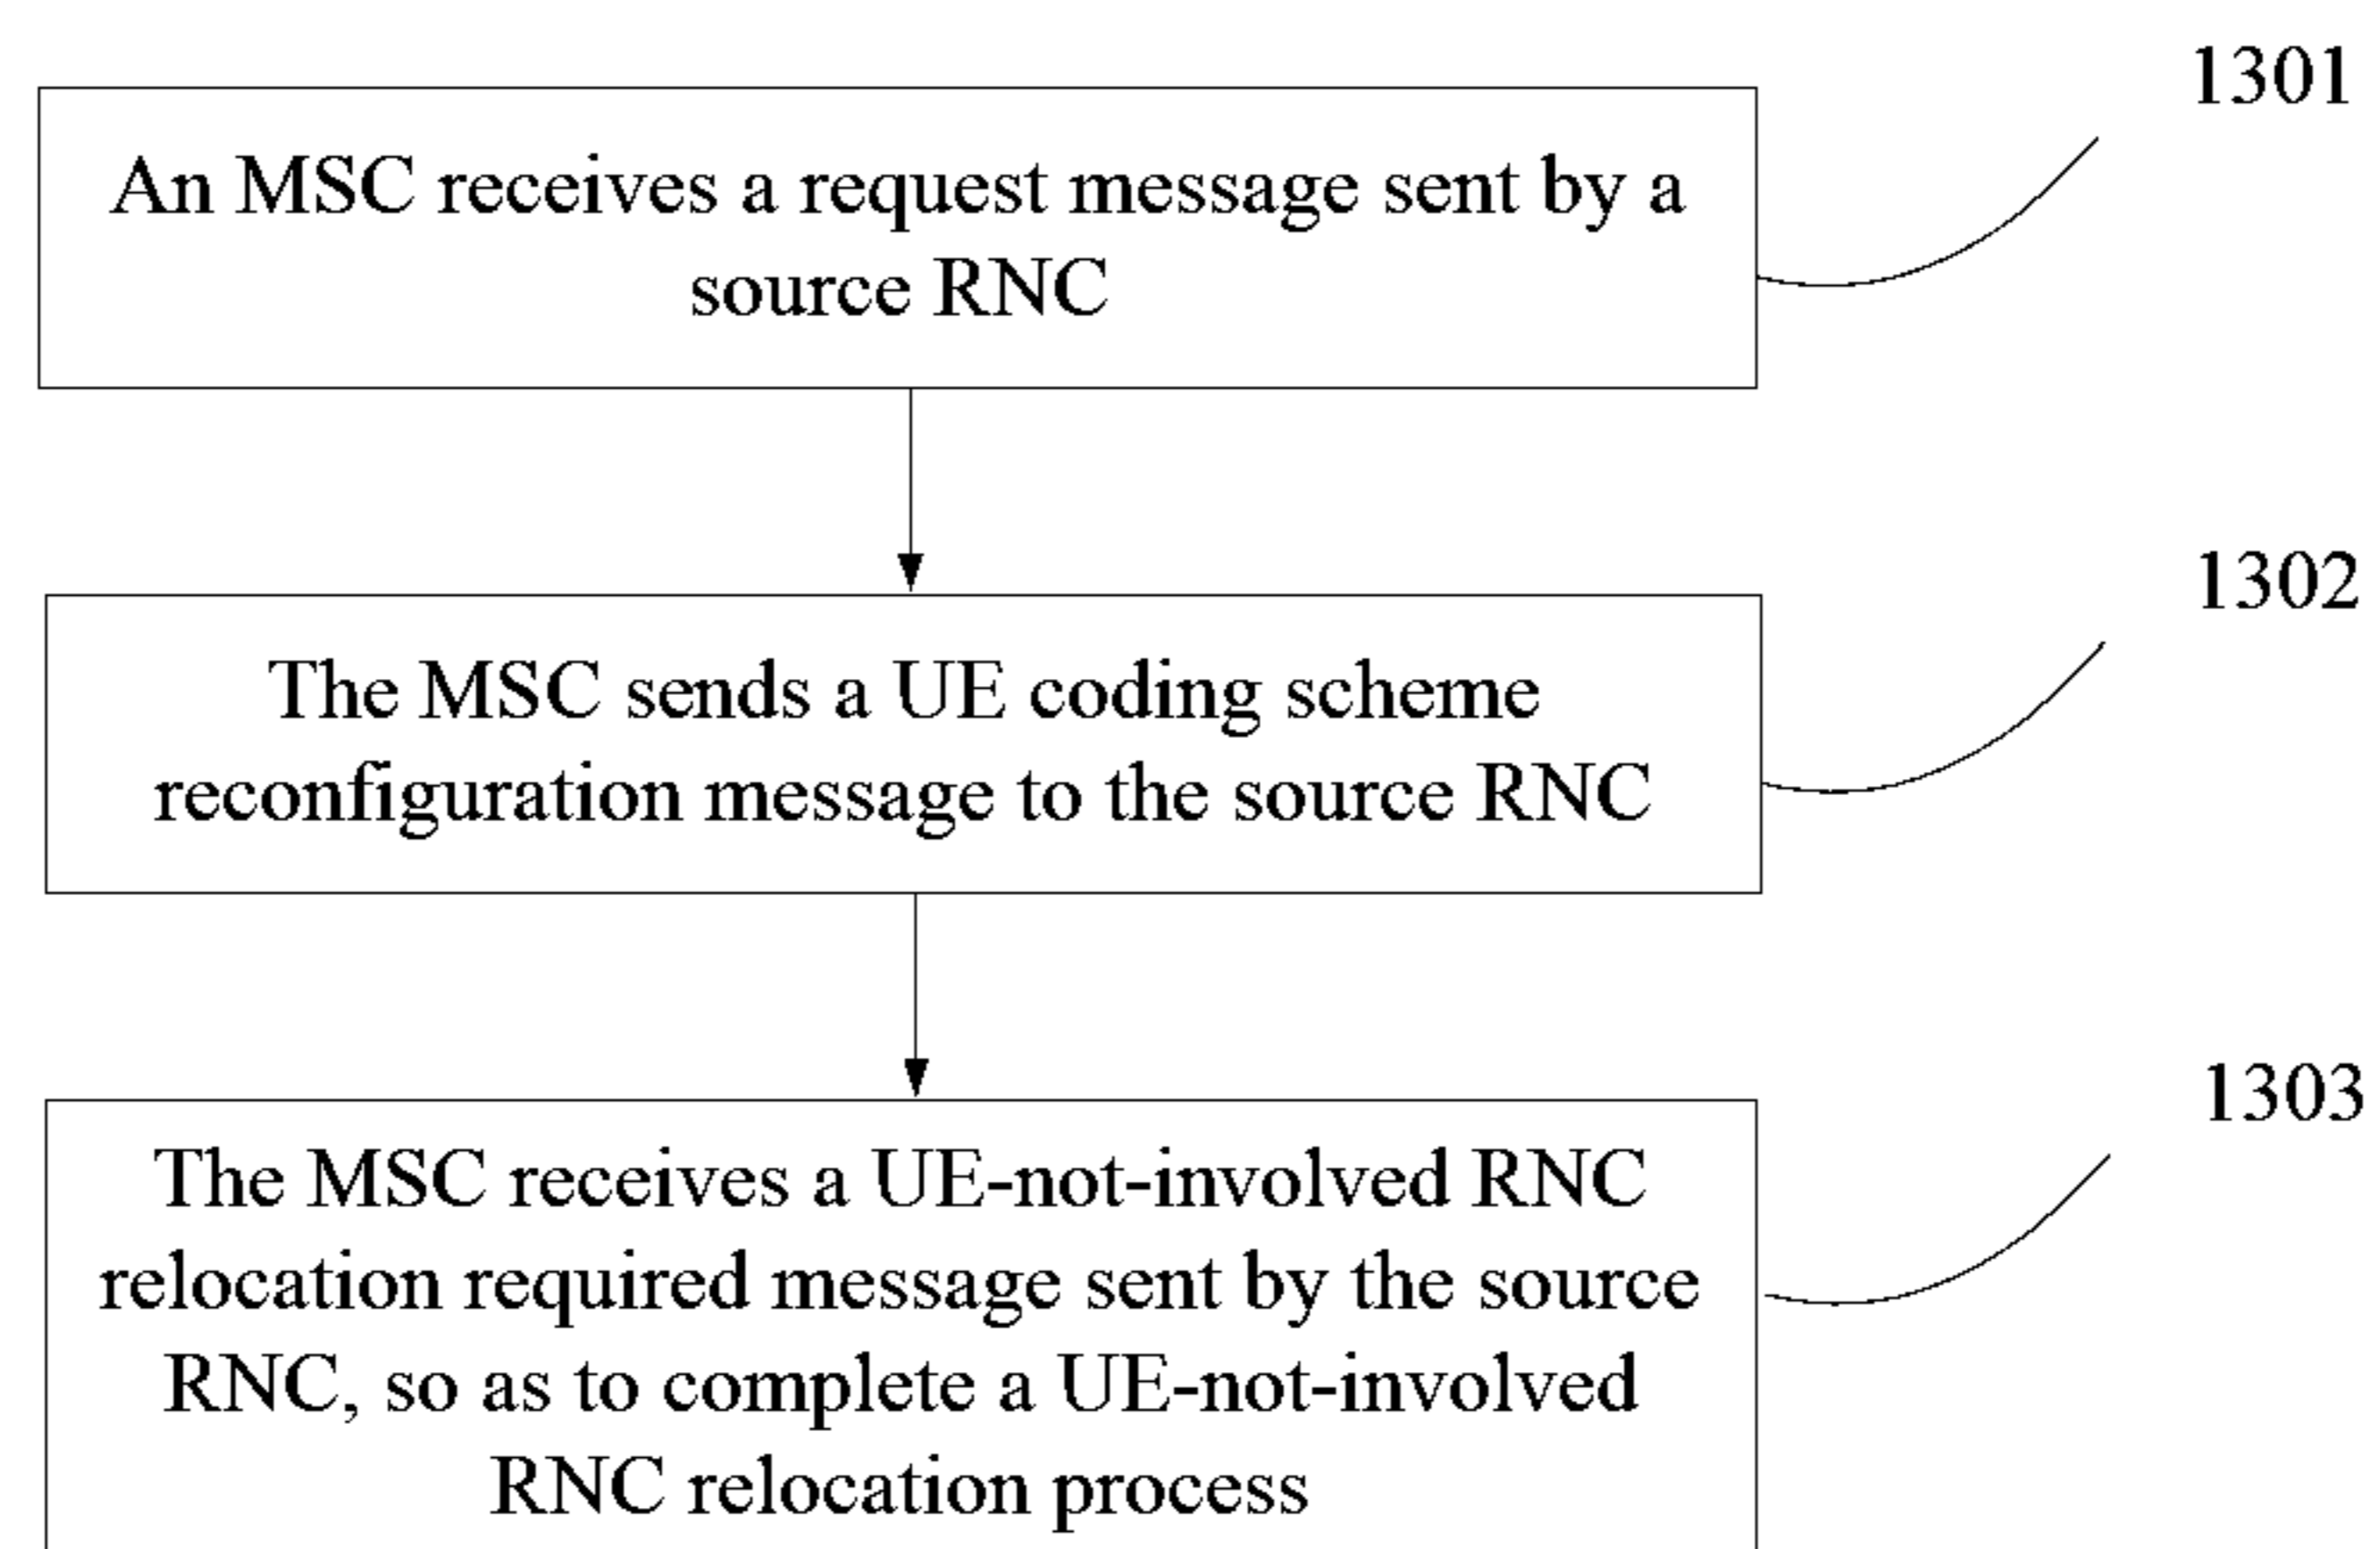 1301
An MSC receives a request message sent by a
source RNC
1302
The MSC sends a UE coding scheme
reconfiguration message to the source RNC
1303
The MSC receives a UE-not-involved RNC
relocation required message sent by the source
RNC, so as to complete a UE-not-involved
RNC relocation process